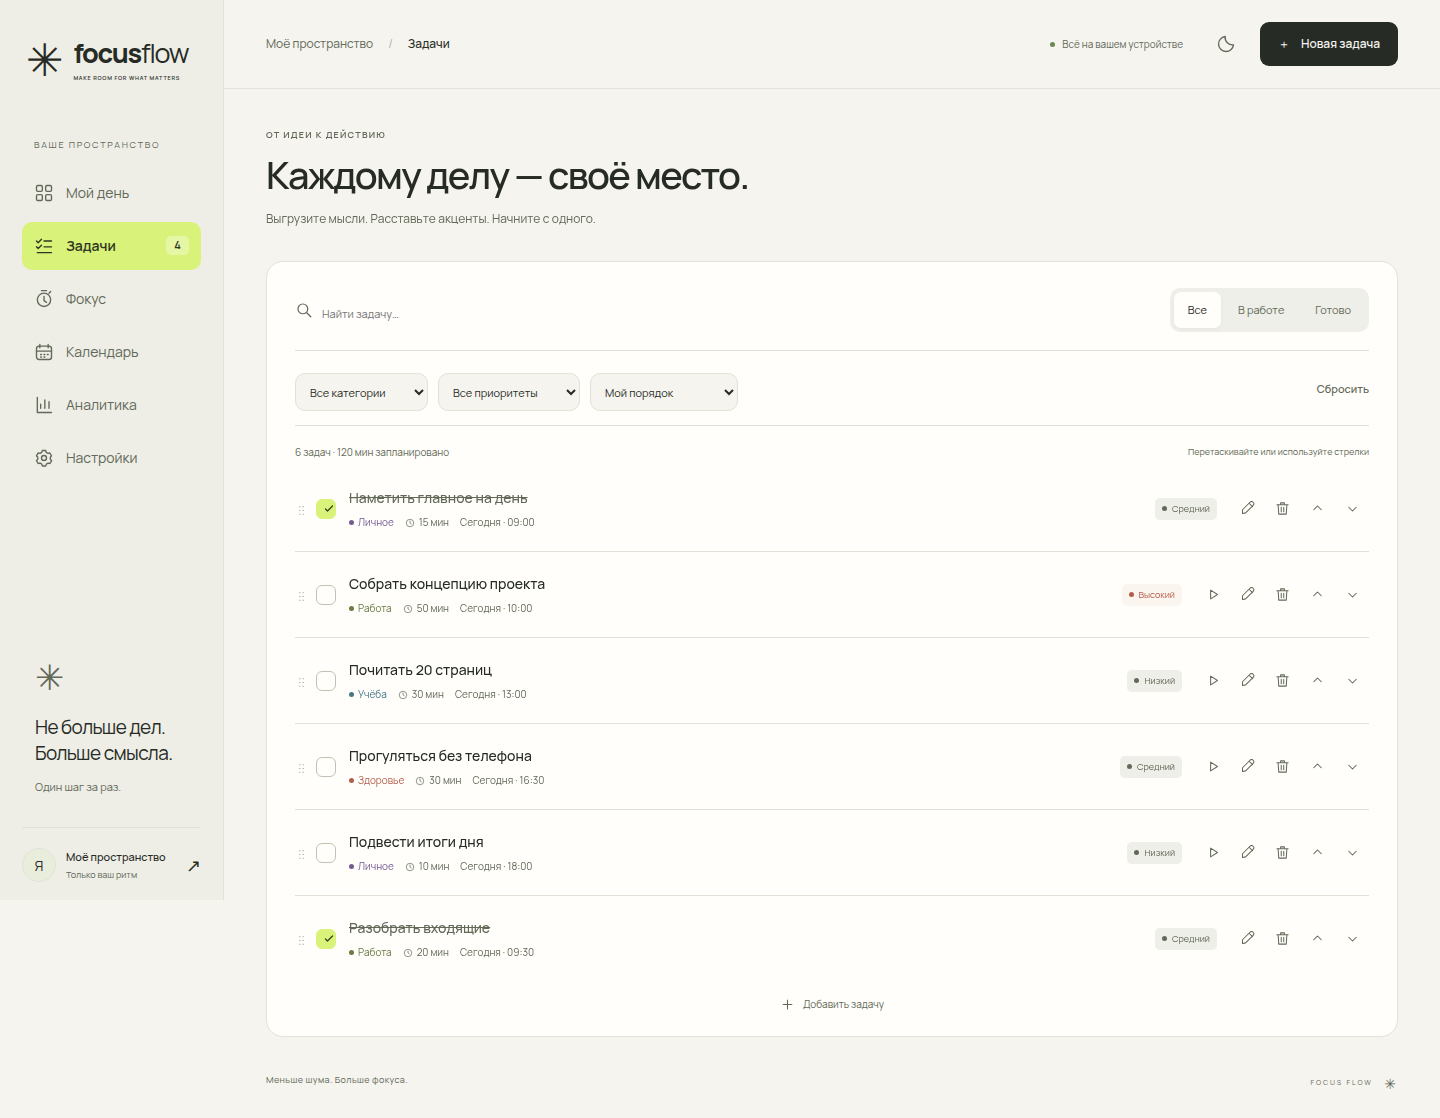 focusflow
MAKE ROOM FOR WHAT MATTERS
ВАШЕ ПРОСТРАНСТВО
Мой день
Задачи 4
Фокус
Календарь
Аналитика
Настройки
Не больше дел.
Больше смысла.
Один шаг за раз.
Я
Моё пространство
Только ваш ритм
Моё пространство / Задачи
Всё на вашем устройстве
+ Новая задача
ОТ ИДЕИ К ДЕЙСТВИЮ
Каждому делу — своё место.
Выгрузите мысли. Расставьте акценты. Начните с одного.
Найти задачу...
Все В работе Готово
Все категории Все приоритеты Мой порядок Сбросить
6 задач · 120 мин запланировано Перетаскивайте или используйте стрелки
Наметить главное на день
Личное 15 мин Сегодня · 09:00 Средний
Собрать концепцию проекта
Работа 50 мин Сегодня · 10:00 Высокий
Почитать 20 страниц
Учёба 30 мин Сегодня · 13:00 Низкий
Прогуляться без телефона
Здоровье 30 мин Сегодня · 16:30 Средний
Подвести итоги дня
Личное 10 мин Сегодня · 18:00 Низкий
Разобрать входящие
Работа 20 мин Сегодня · 09:30 Средний
Добавить задачу
Меньше шума. Больше фокуса. FOCUS FLOW